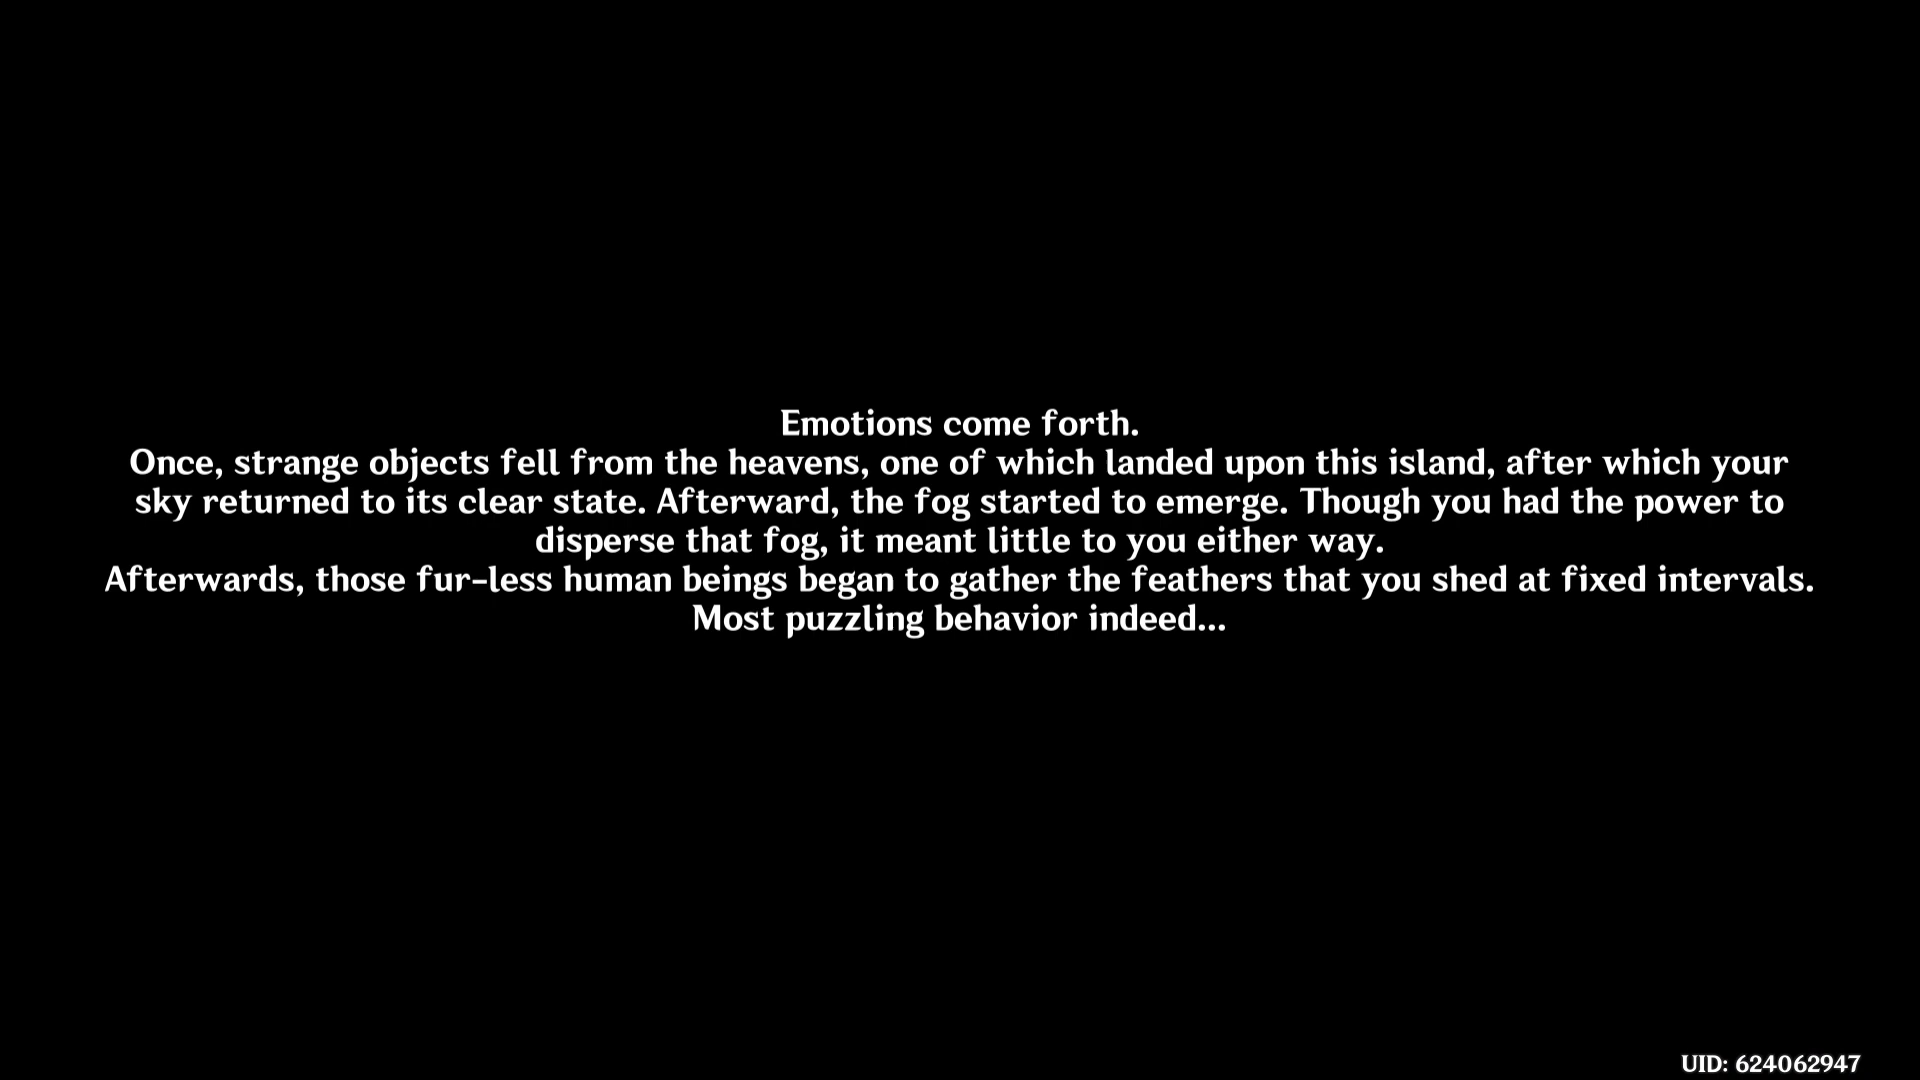 Emotions come forth.
Once, strange objects fell from the heavens, one of which landed upon this island, after which your
sky returned to its clear state. Afterward, the fog started to emerge. Though you had the power to
disperse that fog, it meant little to you either way.
Afterwards, those fur-less human beings began to gather the feathers that you shed at fixed intervals.
Most puzzling behavior indeed...
UID: 624062947